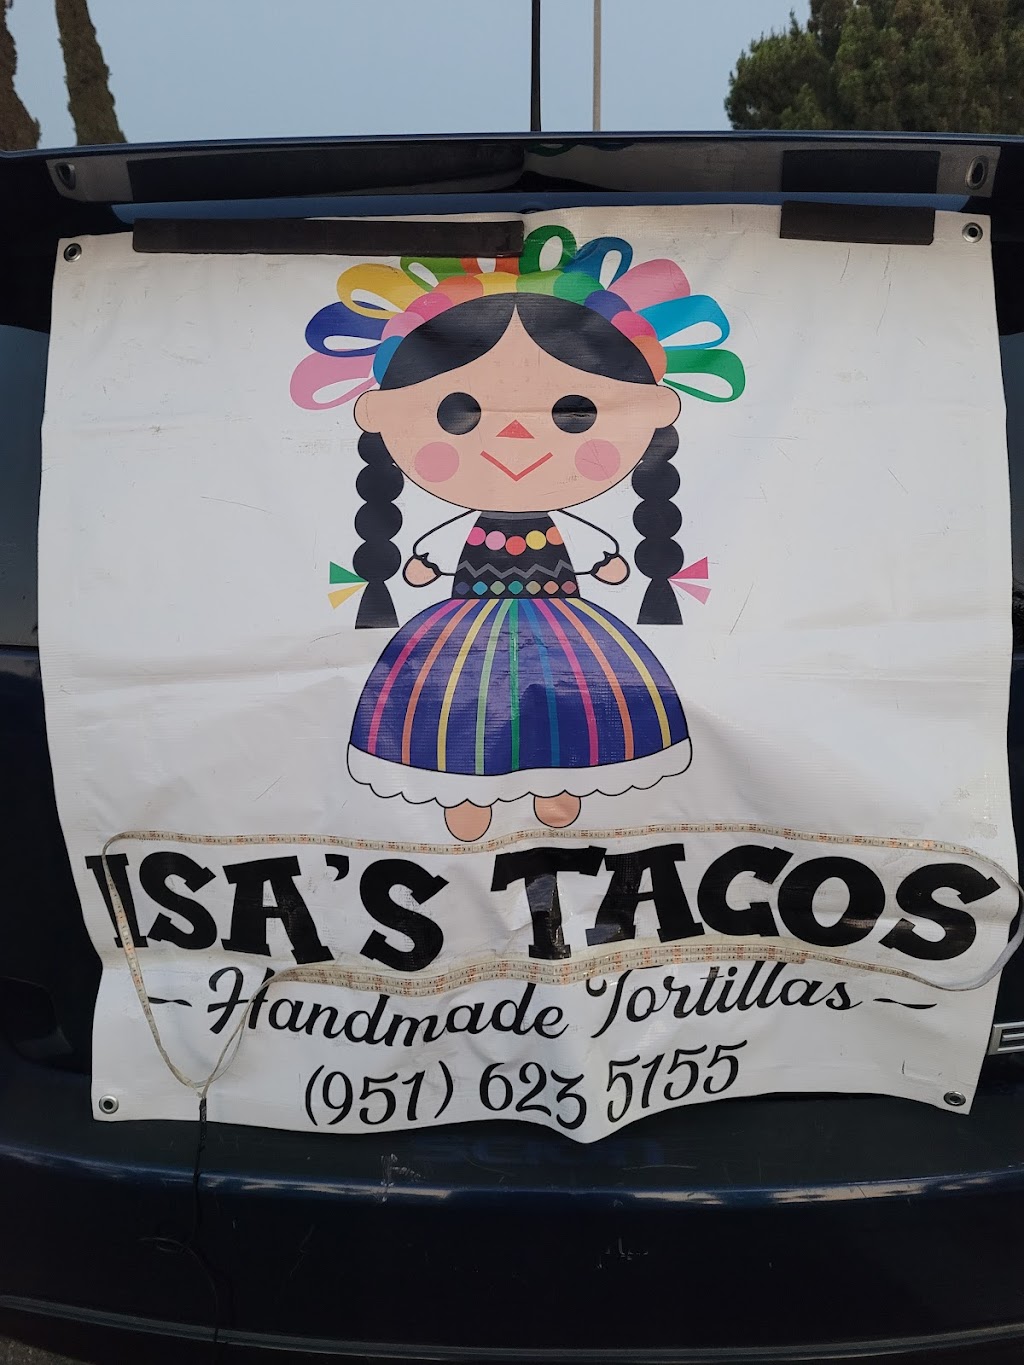 ISA'S TACOS
Handmade Tortillas
(951) 623 5155